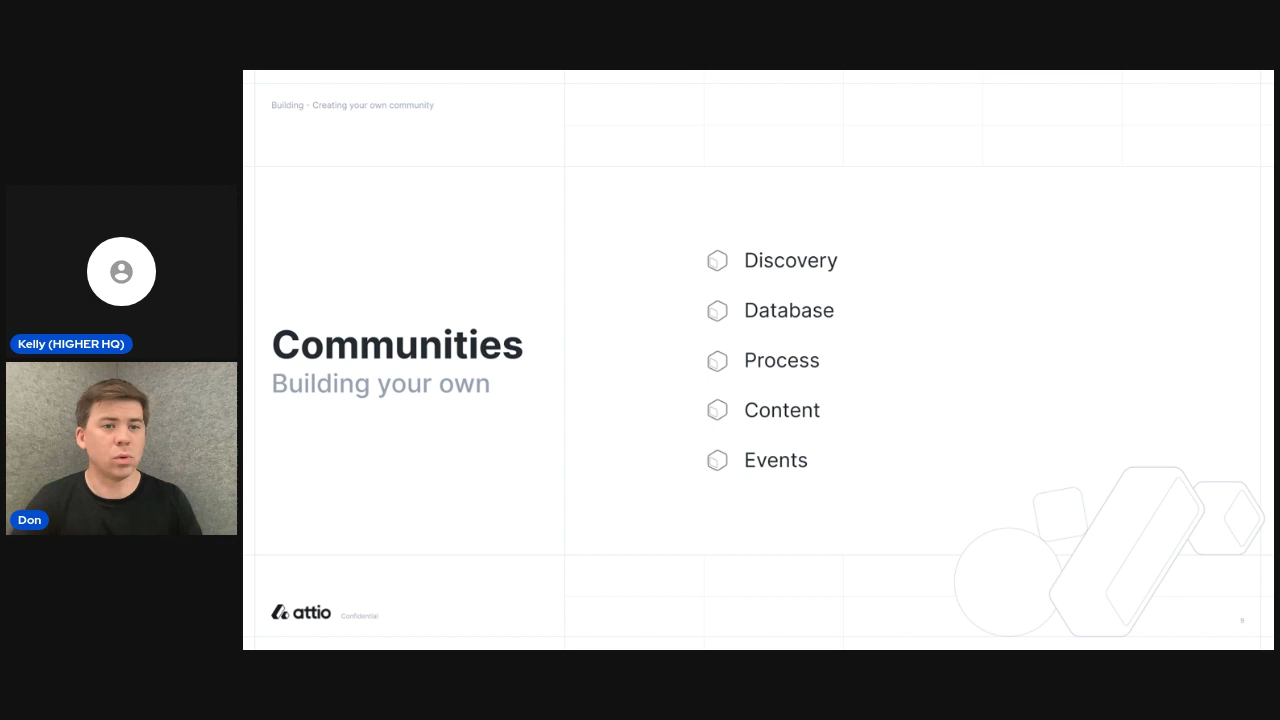 Kelly (HIGHER HQ)
Don
Building - Creating your own community
Communities
Building your own
Discovery
Database
Process
Content
Events
attio
Confidential
9